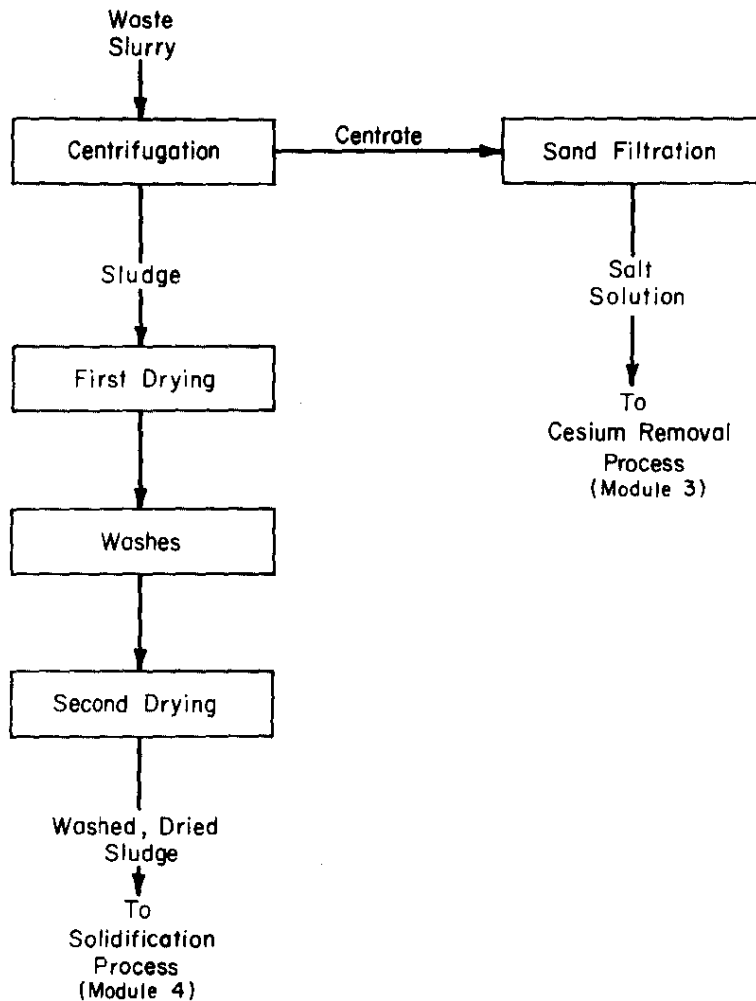 Waste
Slurry
Centrifugation
Centrate
Sand Filtration
Sludge
Salt
Solution
First Drying
To
Cesium Removal
Process
(Module 3)
Washes
Second Drying
Washed, Dried
Sludge
To
Solidification
Process
(Module 4)